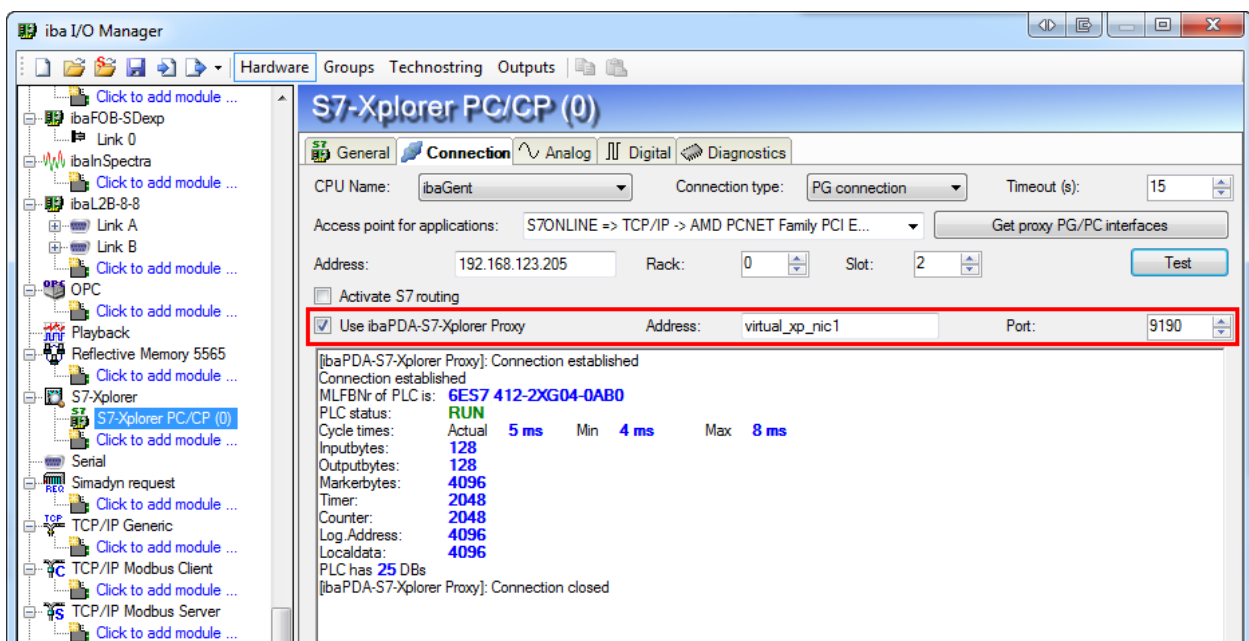 iba I/O Manager
Hardware Groups Technostring Outputs
Click to add module ...
ibaFOB-SDexp
Link 0
ibaInSpectra
Click to add module ...
ibaL2B-8-8
Link A
Link B
Click to add module ...
OPC
Click to add module ...
Playback
Reflective Memory 5565
Click to add module ...
S7-Xplorer
S7-Xplorer PC/CP (0)
Click to add module ...
Serial
Simadyn request
Click to add module ...
TCP/IP Generic
Click to add module ...
TCP/IP Modbus Client
Click to add module ...
TCP/IP Modbus Server
Click to add module ...
S7-Xplorer PC/CP (0)
General Connection Analog Digital Diagnostics
CPU Name: ibaGent Connection type: PG connection Timeout (s): 15
Access point for applications: S7ONLINE => TCP/IP -> AMD PCNET Family PCI E... Get proxy PG/PC interfaces
Address: 192.168.123.205 Rack: 0 Slot: 2 Test
Activate S7 routing
Use ibaPDA-S7-Xplorer Proxy Address: virtual_xp_nic1 Port: 9190
[ibaPDA-S7-Xplorer Proxy]: Connection established
Connection established
MLFBNr of PLC is: 6ES7 412-2XG04-0AB0
PLC status: RUN
Cycle times: Actual 5 ms Min 4 ms Max 8 ms
Inputbytes: 128
Outputbytes: 128
Markerbytes: 4096
Timer: 2048
Counter: 2048
Log.Address: 4096
Localdata: 4096
PLC has 25 DBs
[ibaPDA-S7-Xplorer Proxy]: Connection closed